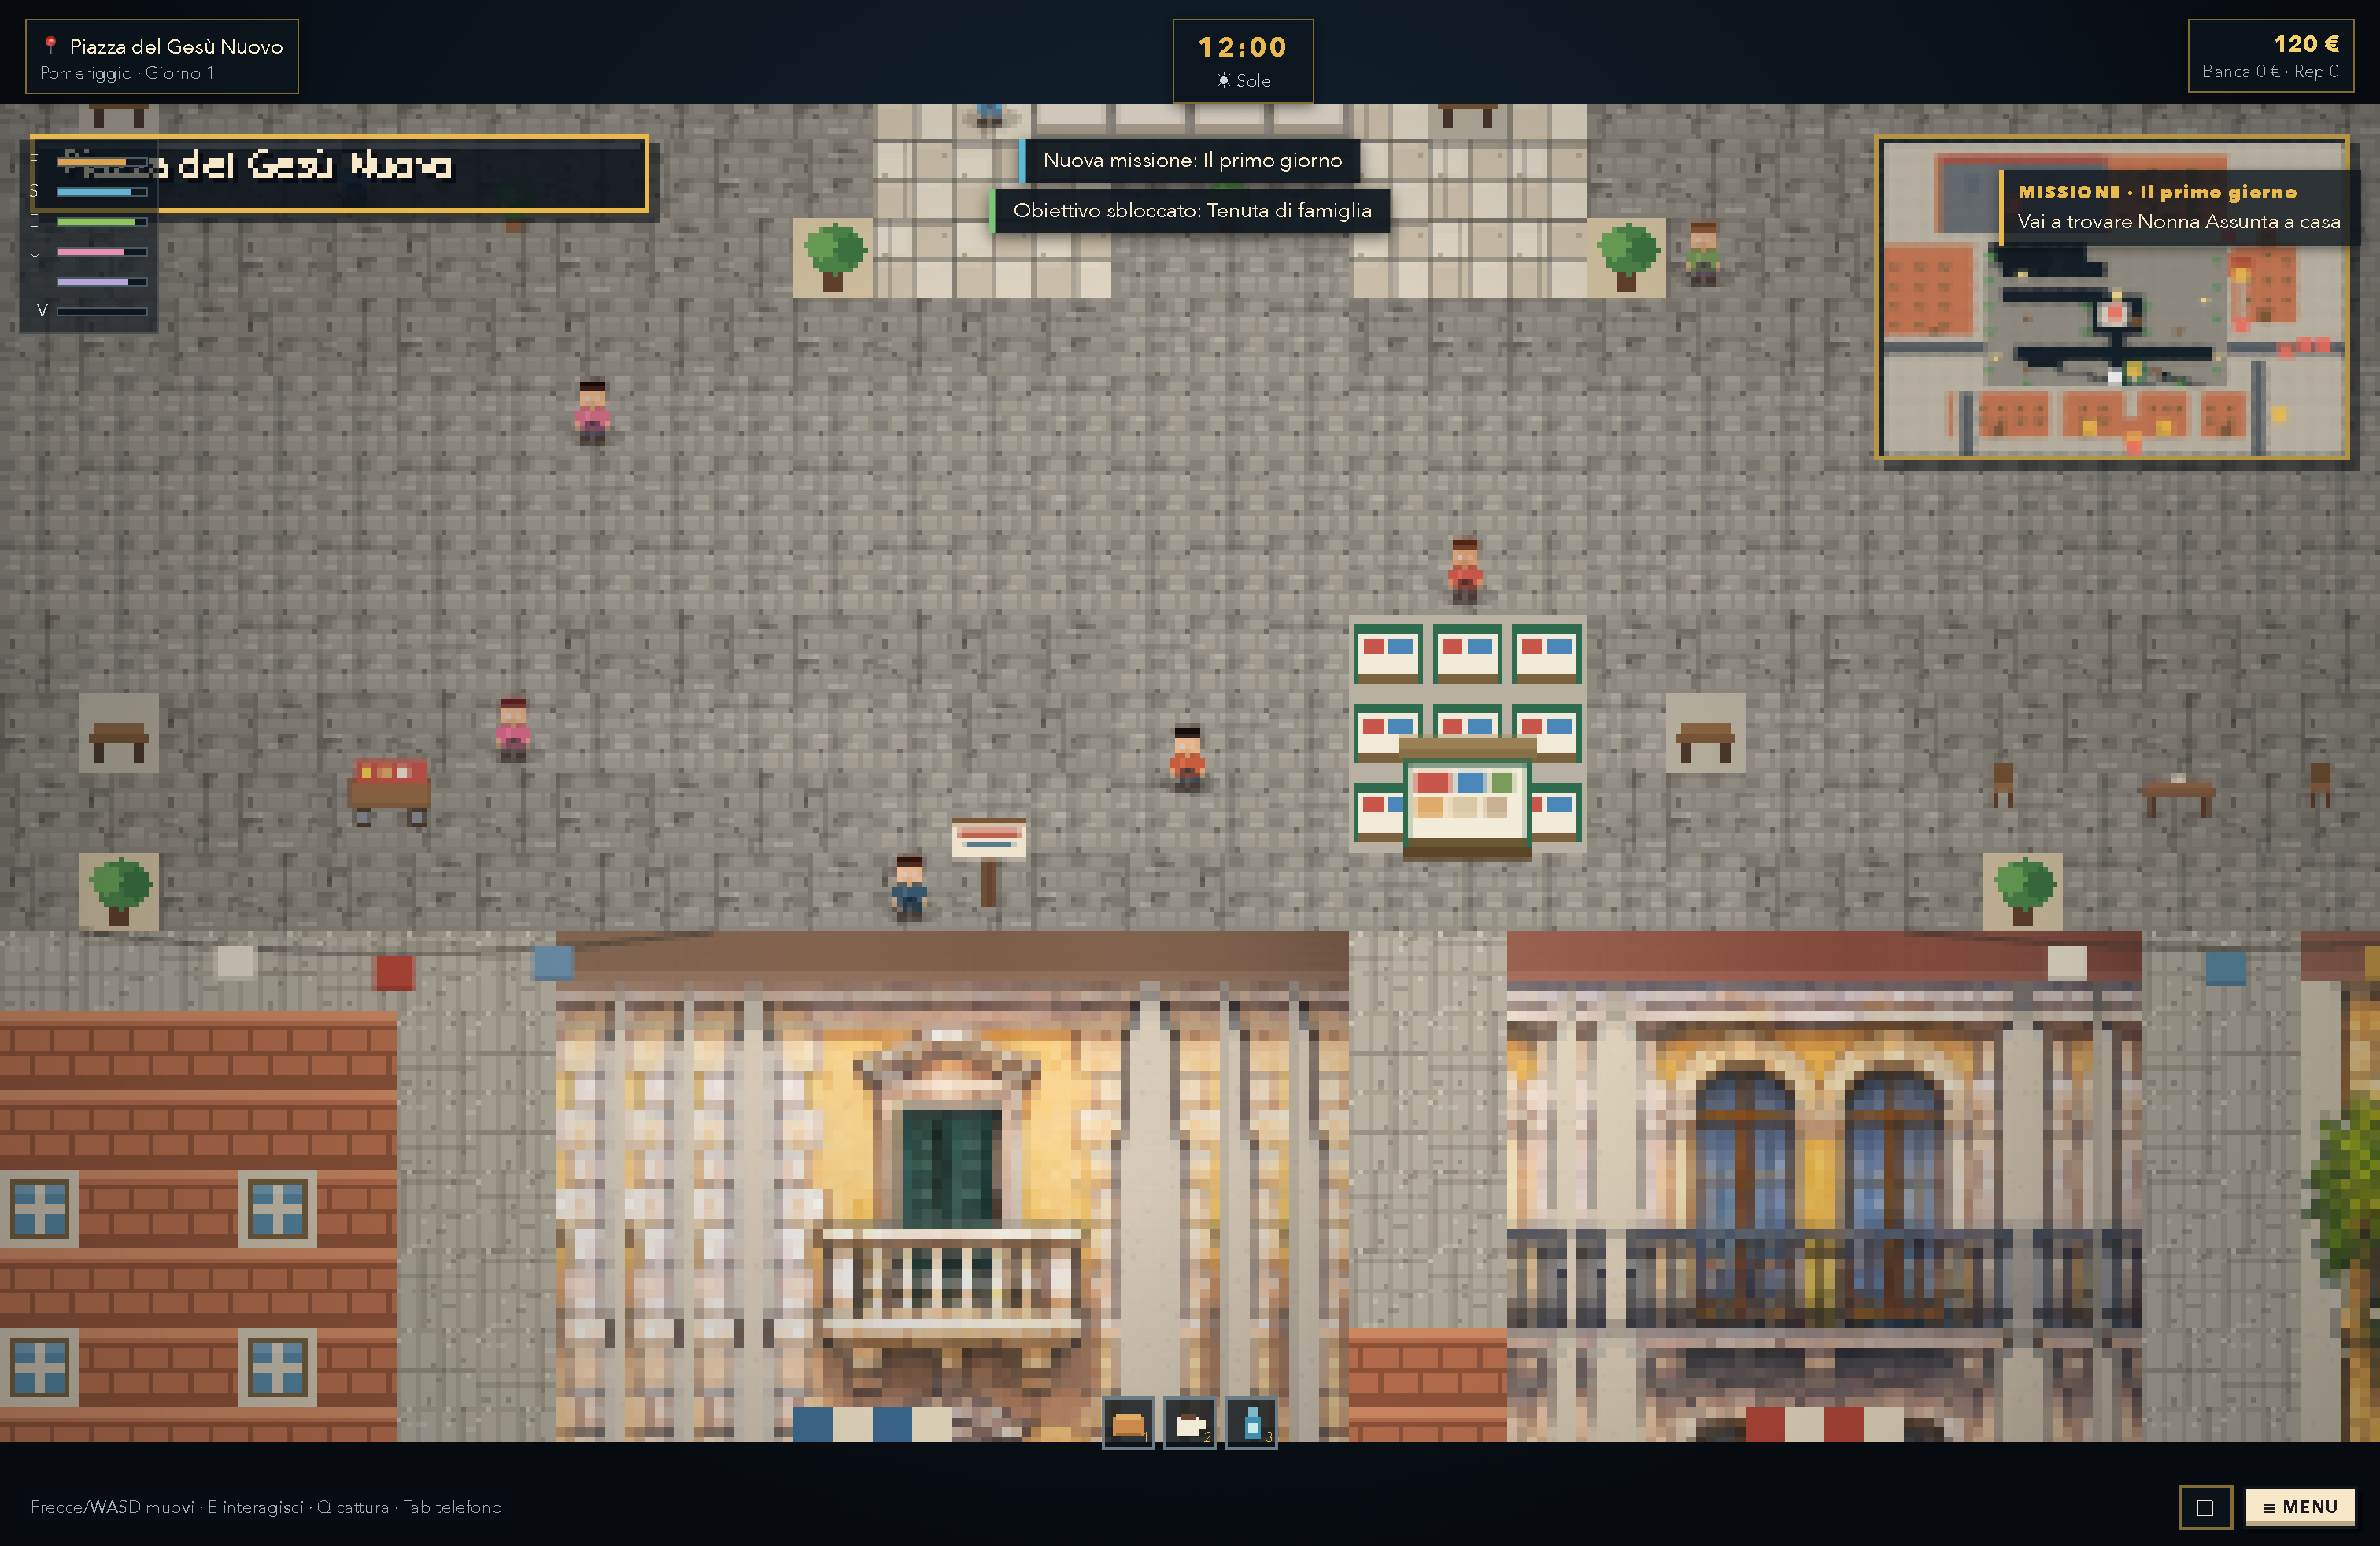 📍 Piazza del Gesù Nuovo
Pomeriggio · Giorno 1
12:00
☀ Sole
120 €
Banca 0 € · Rep 0
del Gesù Nuovo
F
S
E
U
I
LV
Nuova missione: Il primo giorno
Obiettivo sbloccato: Tenuta di famiglia
MISSIONE · Il primo giorno
Vai a trovare Nonna Assunta a casa
1
2
3
Frecce/WASD muovi · E interagisci · Q cattura · Tab telefono
≡ MENU